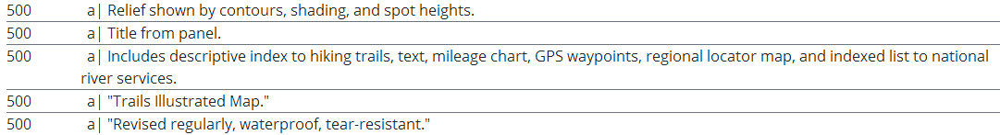 500 a| Relief shown by contours, shading, and spot heights.
500 a| Title from panel.
500 a| Includes descriptive index to hiking trails, text, mileage chart, GPS waypoints, regional locator map, and indexed list to national
river services.
500 a| "Trails Illustrated Map."
500 a| "Revised regularly, waterproof, tear-resistant."